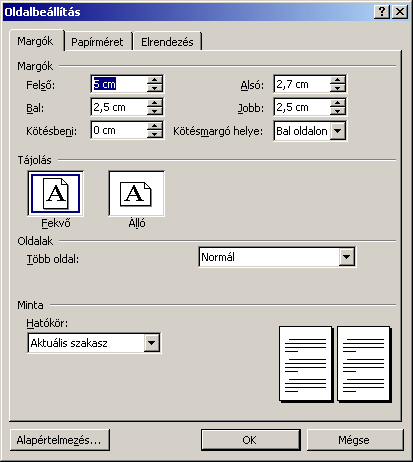 Oldalbeállítás
Margók Papírméret Elrendezés
Margók
Felső: 5 cm Alsó: 2,7 cm
Bal: 2,5 cm Jobb: 2,5 cm
Kötésbeni: 0 cm Kötésmargó helye: Bal oldalon
Tájolás
A A
Fekvő Álló
Oldalak
Több oldal: Normál
Minta
Hatókör:
Aktuális szakasz
Alapértelmezés... OK Mégse